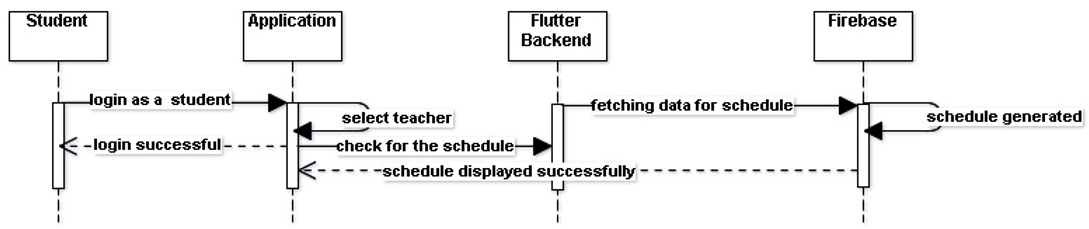 Student
Application
Flutter
Backend
Firebase
login as a student
fetching data for schedule
select teacher
schedule generated
login successful
check for the schedule
schedule displayed successfully